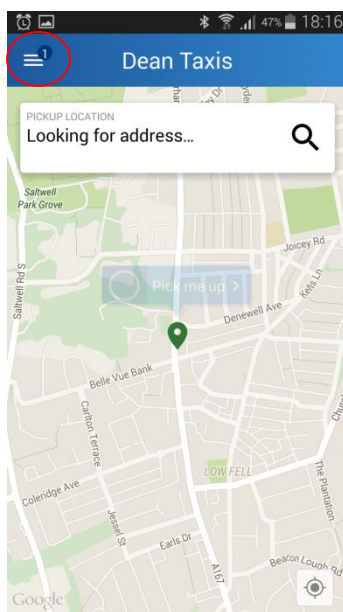 47% 18:16
1
Dean Taxis
PICKUP LOCATION
Looking for address...
Saltwell
Park Grove
Joicey Rd
Saltwell Rd S
Kells Ln
Pick me up >
Denewell Ave
Belle Vue Bank
Carlton Terrace
Church
LOW FELL
The Plantation
Coleridge Ave
Jessel St
Earls Dr
A167
Beacon Lough Rd
Google